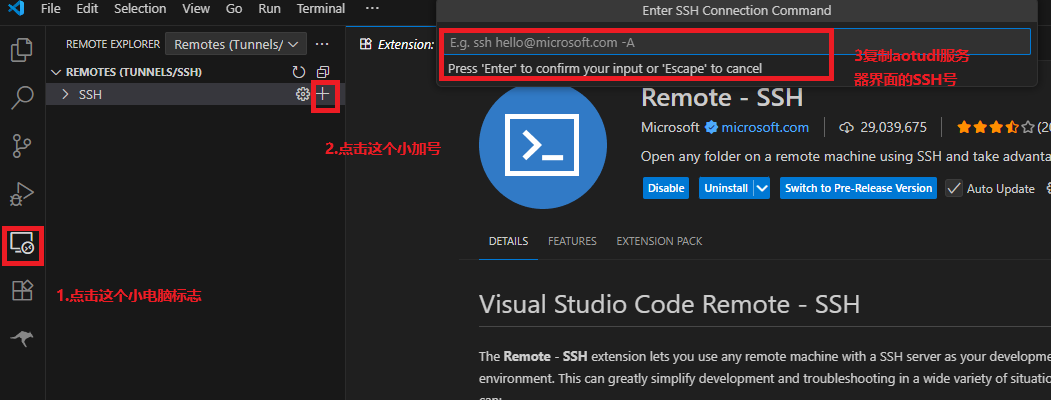 File Edit Selection View Go Run Terminal ···
Enter SSH Connection Command
E.g. ssh hello@microsoft.com -A
Press 'Enter' to confirm your input or 'Escape' to cancel
3复制aotudl服务
器界面的SSH号
REMOTE EXPLORER Remotes (Tunnels/ ···
REMOTES (TUNNELS/SSH)
SSH
2.点击这个小加号
1.点击这个小电脑标志
Extension:
Remote - SSH
Microsoft microsoft.com 29,039,675
Open any folder on a remote machine using SSH and take
Disable Uninstall Switch to Pre-Release Version Auto Update
DETAILS FEATURES EXTENSION PACK
Visual Studio Code Remote - SSH
The Remote - SSH extension lets you use any remote machine with a SSH server as your
environment. This can greatly simplify development and troubleshooting in a wide variety of